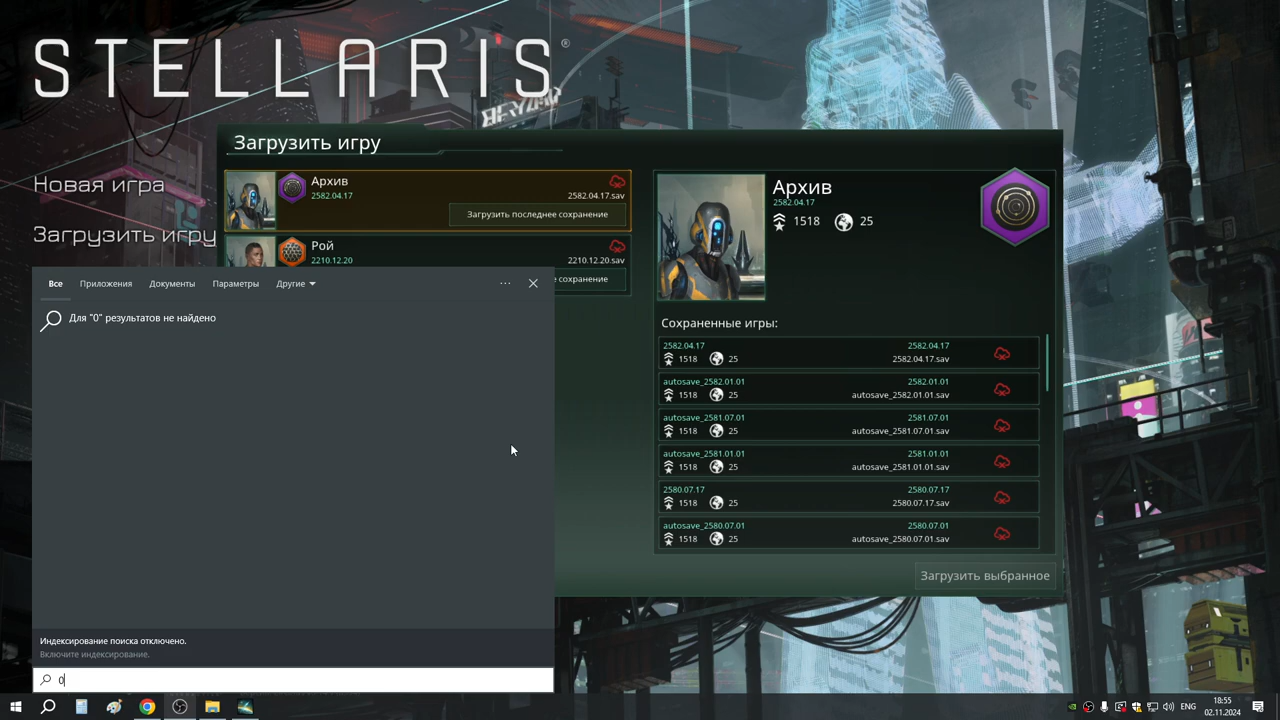 STELLARIS®
BEYOND
Загрузить игру
Новая игра
Загрузить игру
Архив
2582.04.17
2582.04.17.sav
Загрузить последнее сохранение
Рой
2210.12.20
2210.12.20.sav
сохранение
Архив
2582.04.17
1518 25
Сохраненные игры:
2582.04.17 2582.04.17
1518 25 2582.04.17.sav
autosave_2582.01.01 2582.01.01
1518 25 autosave_2582.01.01.sav
autosave_2581.07.01 2581.07.01
1518 25 autosave_2581.07.01.sav
autosave_2581.01.01 2581.01.01
1518 25 autosave_2581.01.01.sav
2580.07.17 2580.07.17
1518 25 2580.07.17.sav
autosave_2580.07.01 2580.07.01
1518 25 autosave_2580.07.01.sav
Загрузить выбранное
Все Приложения Документы Параметры Другие
Для "0" результатов не найдено
Индексирование поиска отключено.
Включите индексирование.
0
ENG
18:55
02.11.2024